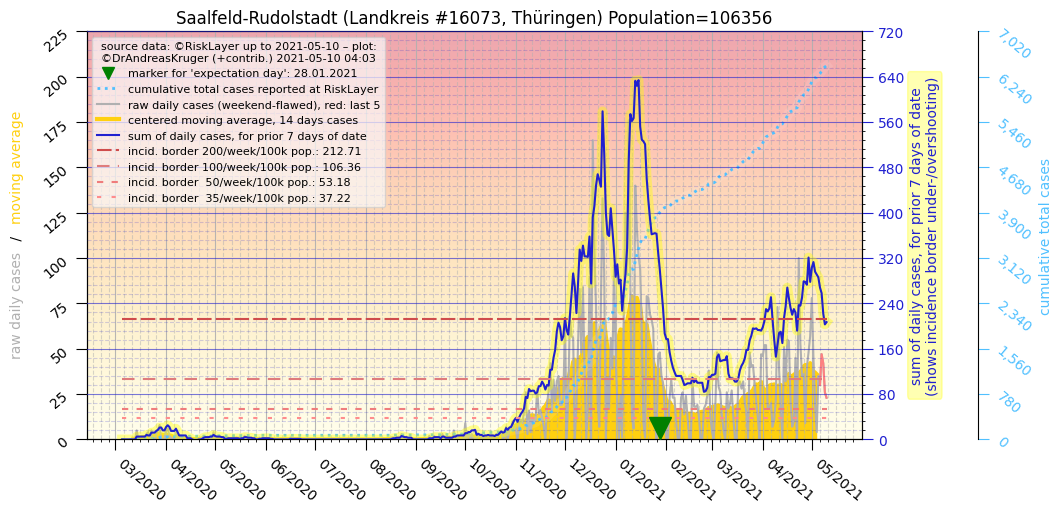 Saalfeld-Rudolstadt (Landkreis #16073, Thüringen) Population=106356
source data: ©RiskLayer up to 2021-05-10 – plot:
©DrAndreasKruger (+contrib.) 2021-05-10 04:03
marker for 'expectation day': 28.01.2021
cumulative total cases reported at RiskLayer
raw daily cases (weekend-flawed), red: last 5
centered moving average, 14 days cases
sum of daily cases, for prior 7 days of date
incid. border 200/week/100k pop.: 212.71
incid. border 100/week/100k pop.: 106.36
incid. border  50/week/100k pop.: 53.18
incid. border  35/week/100k pop.: 37.22
raw daily cases  /  moving average
225
200
175
150
125
100
75
50
25
0
03/2020
04/2020
05/2020
06/2020
07/2020
08/2020
09/2020
10/2020
11/2020
12/2020
01/2021
02/2021
03/2021
04/2021
05/2021
720
640
560
480
400
320
240
160
80
0
sum of daily cases, for prior 7 days of date
(shows incidence border under-/overshooting)
7,020
6,240
5,460
4,680
3,900
3,120
2,340
1,560
780
0
cumulative total cases